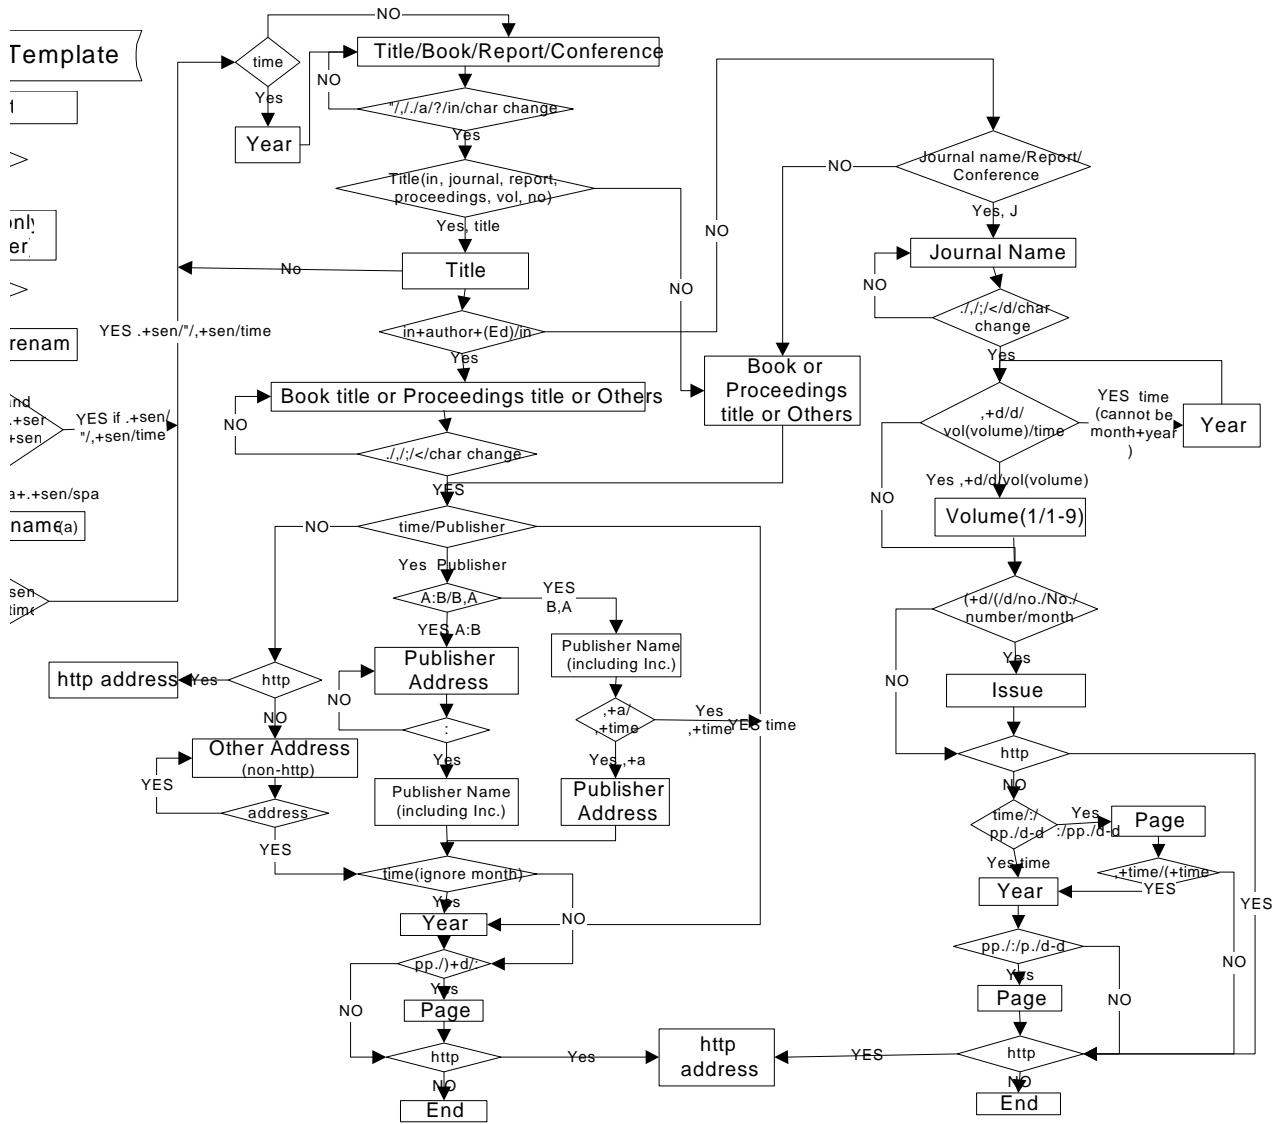 NO
Template
time
Title/Book/Report/Conference
NO
Yes
"/,/./a/?/in/char change
Year
Yes
Journal name/Report/
Conference
NO
Title(in, journal, report,
proceedings, vol, no)
Yes, J
Yes, title
NO
Journal Name
Title
No
NO
NO
./,/;/</d/char
change
YES .+sen/"/,+sen/time
in+author+(Ed)/in
renam
Yes
Yes
Book or
Proceedings
title or Others
Book title or Proceedings title or Others
YES time
(cannot be
month+year
)
,+d/d/
vol(volume)/time
Year
.+ser
+sen
YES if .+sen/
"/,+sen/time
NO
./,/;/</char change
Yes ,+d/d/vol(volume)
YES
NO
a+.+sen/spa
Volume(1/1-9)
name(a)
NO
time/Publisher
Yes Publisher
YES
B,A
A:B/B,A
sen
time
(+d/(/d/no./No./
number/month
YES A:B
Publisher Name
(including Inc.)
Publisher
Address
Yes
http address
Yes
http
NO
NO
Issue
NO
,+a/
,+time
Yes
,+time
YES time
:
Other Address
(non-http)
http
Yes
Yes ,+a
YES
NO
Publisher Name
(including Inc.)
Publisher
Address
address
time/:/
pp./d-d
Yes
:/pp./d-d
Page
YES
Yes time
time(ignore month)
,+time/(+time
YES
Year
Yes
NO
YES
Year
pp./:/p./d-d
pp./)+d/:
NO
Yes
Yes
NO
Page
NO
Page
http
address
http
Yes
YES
http
NO
NO
End
End